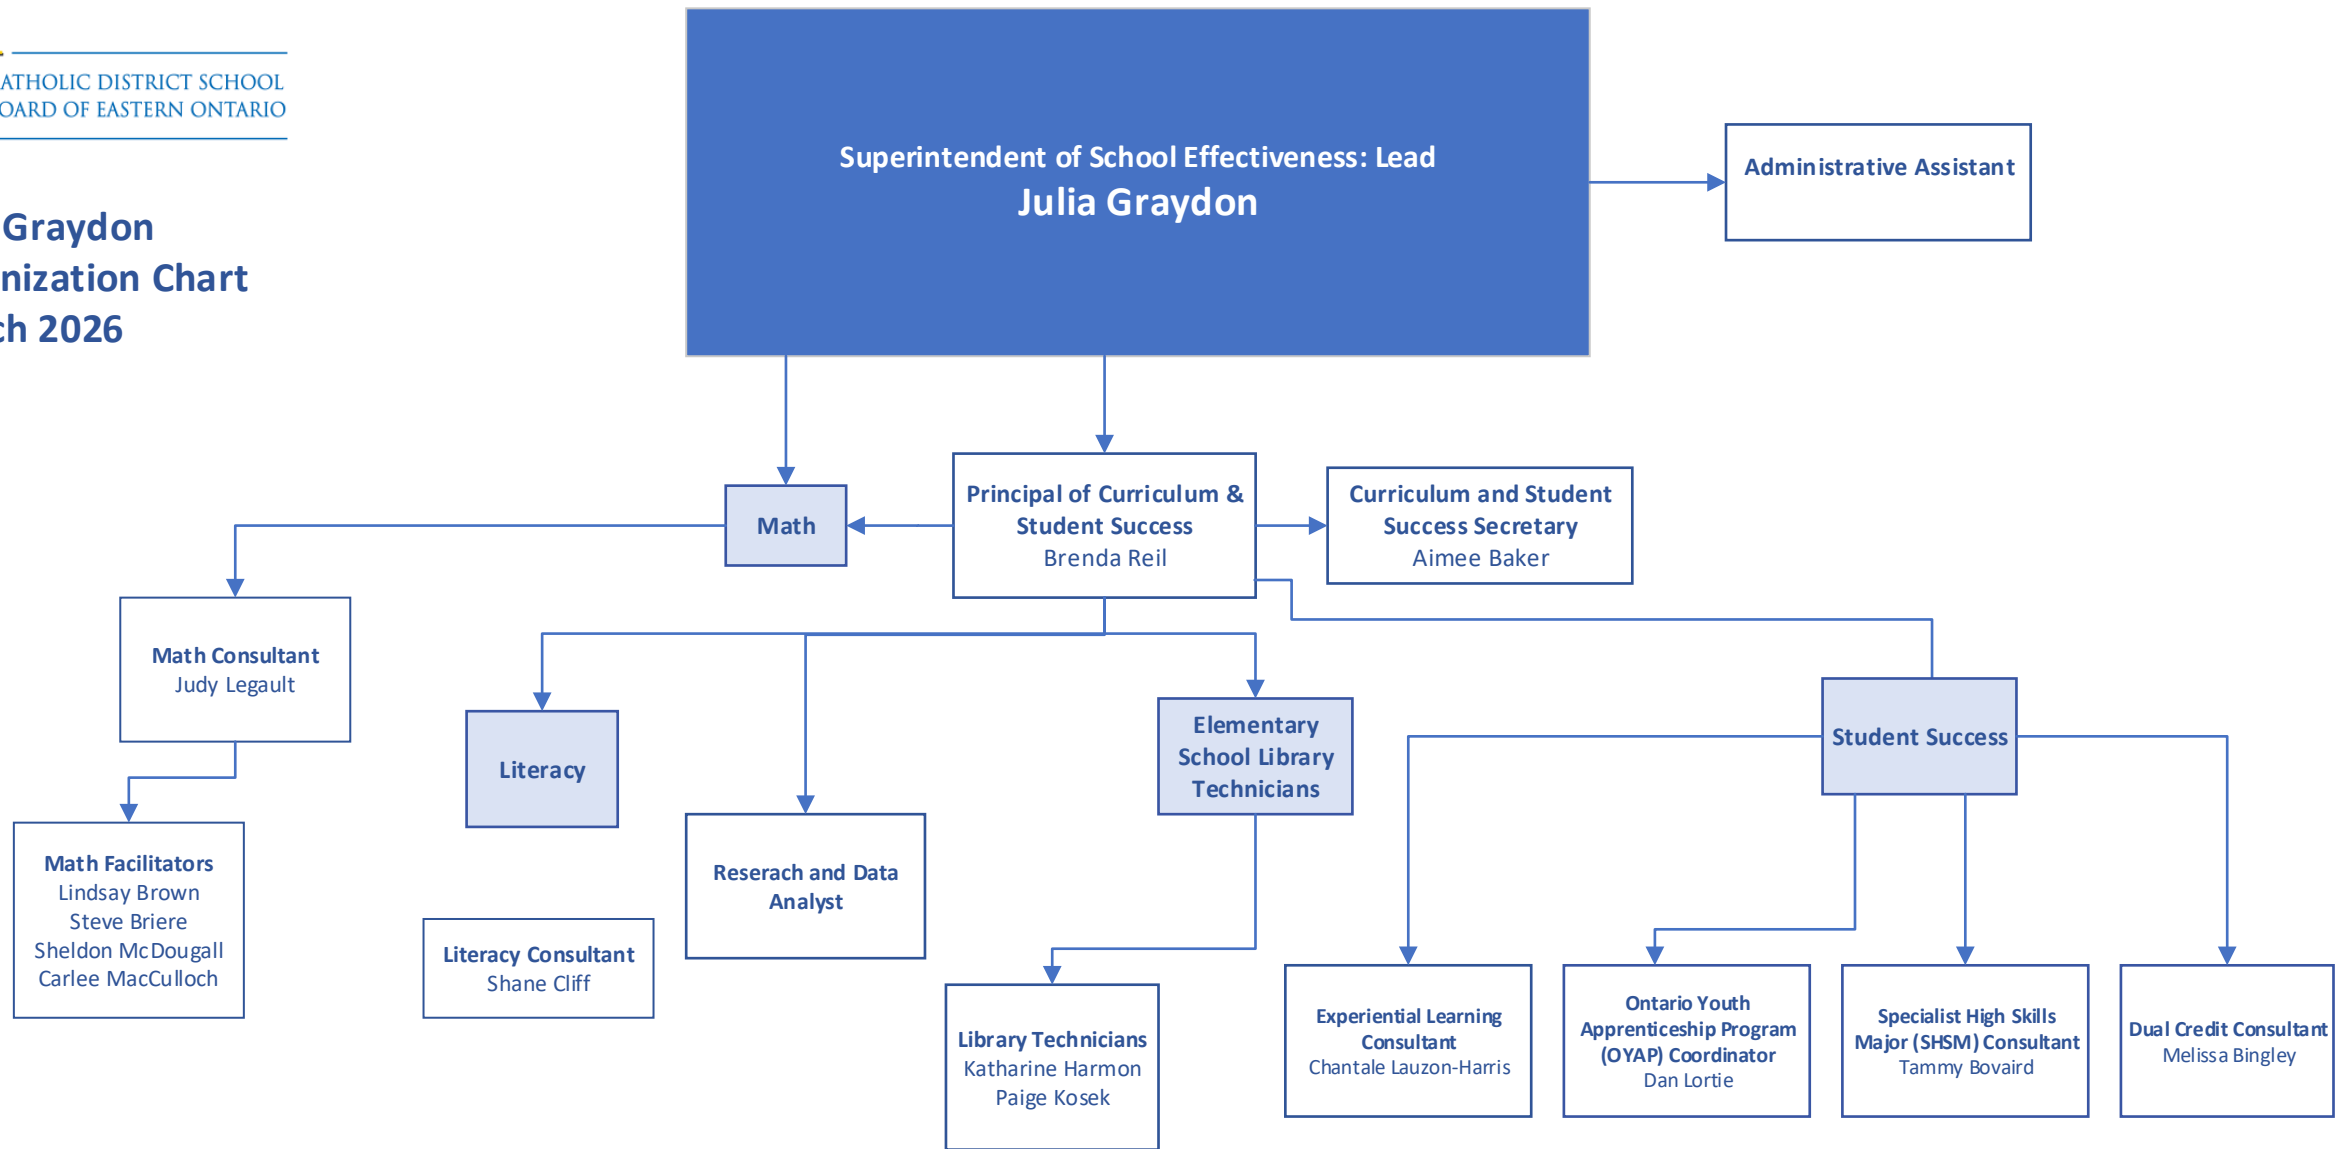 ATHOLIC DISTRICT SCHOOL
OARD OF EASTERN ONTARIO
Graydon
nization Chart
ch 2026
Superintendent of School Effectiveness: Lead
Julia Graydon
Administrative Assistant
Math
Principal of Curriculum &
Student Success
Brenda Reil
Curriculum and Student
Success Secretary
Aimee Baker
Math Consultant
Judy Legault
Literacy
Elementary
School Library
Technicians
Student Success
Math Facilitators
Lindsay Brown
Steve Briere
Sheldon McDougall
Carlee MacCulloch
Literacy Consultant
Shane Cliff
Reserach and Data
Analyst
Library Technicians
Katharine Harmon
Paige Kosek
Experiential Learning
Consultant
Chantale Lauzon-Harris
Ontario Youth
Apprenticeship Program
(OYAP) Coordinator
Dan Lortie
Specialist High Skills
Major (SHSM) Consultant
Tammy Bovaird
Dual Credit Consultant
Melissa Bingley